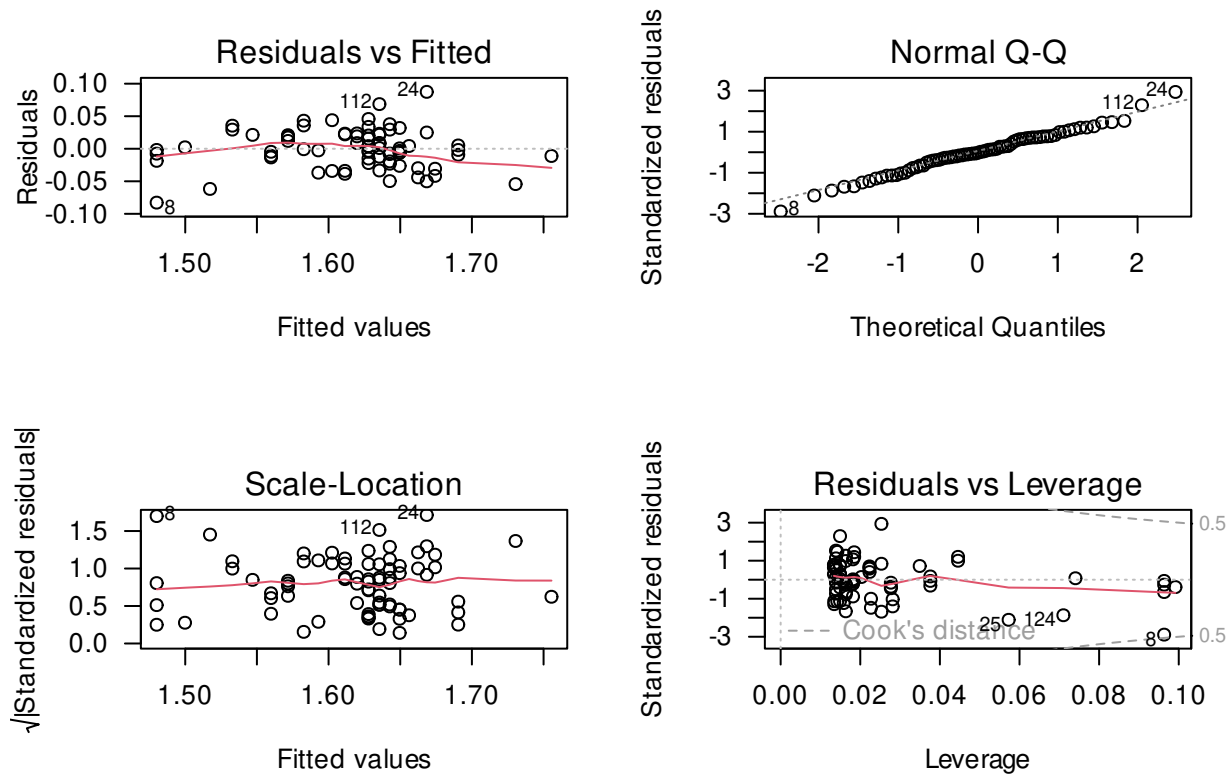 Residuals vs Fitted
Residuals
0.10
0.05
0.00
-0.05
-0.10
112
24
8
1.50 1.60 1.70
Fitted values
Normal Q-Q
Standardized residuals
3
1
-1
-3
112
24
8
-2 -1 0 1 2
Theoretical Quantiles
Scale-Location
√|Standardized residuals|
1.5
1.0
0.5
0.0
8
112
24
1.50 1.60 1.70
Fitted values
Residuals vs Leverage
Standardized residuals
3
1
-1
-3
0.5
0.5
25
124
8
Cook's distance
0.00 0.02 0.04 0.06 0.08 0.10
Leverage